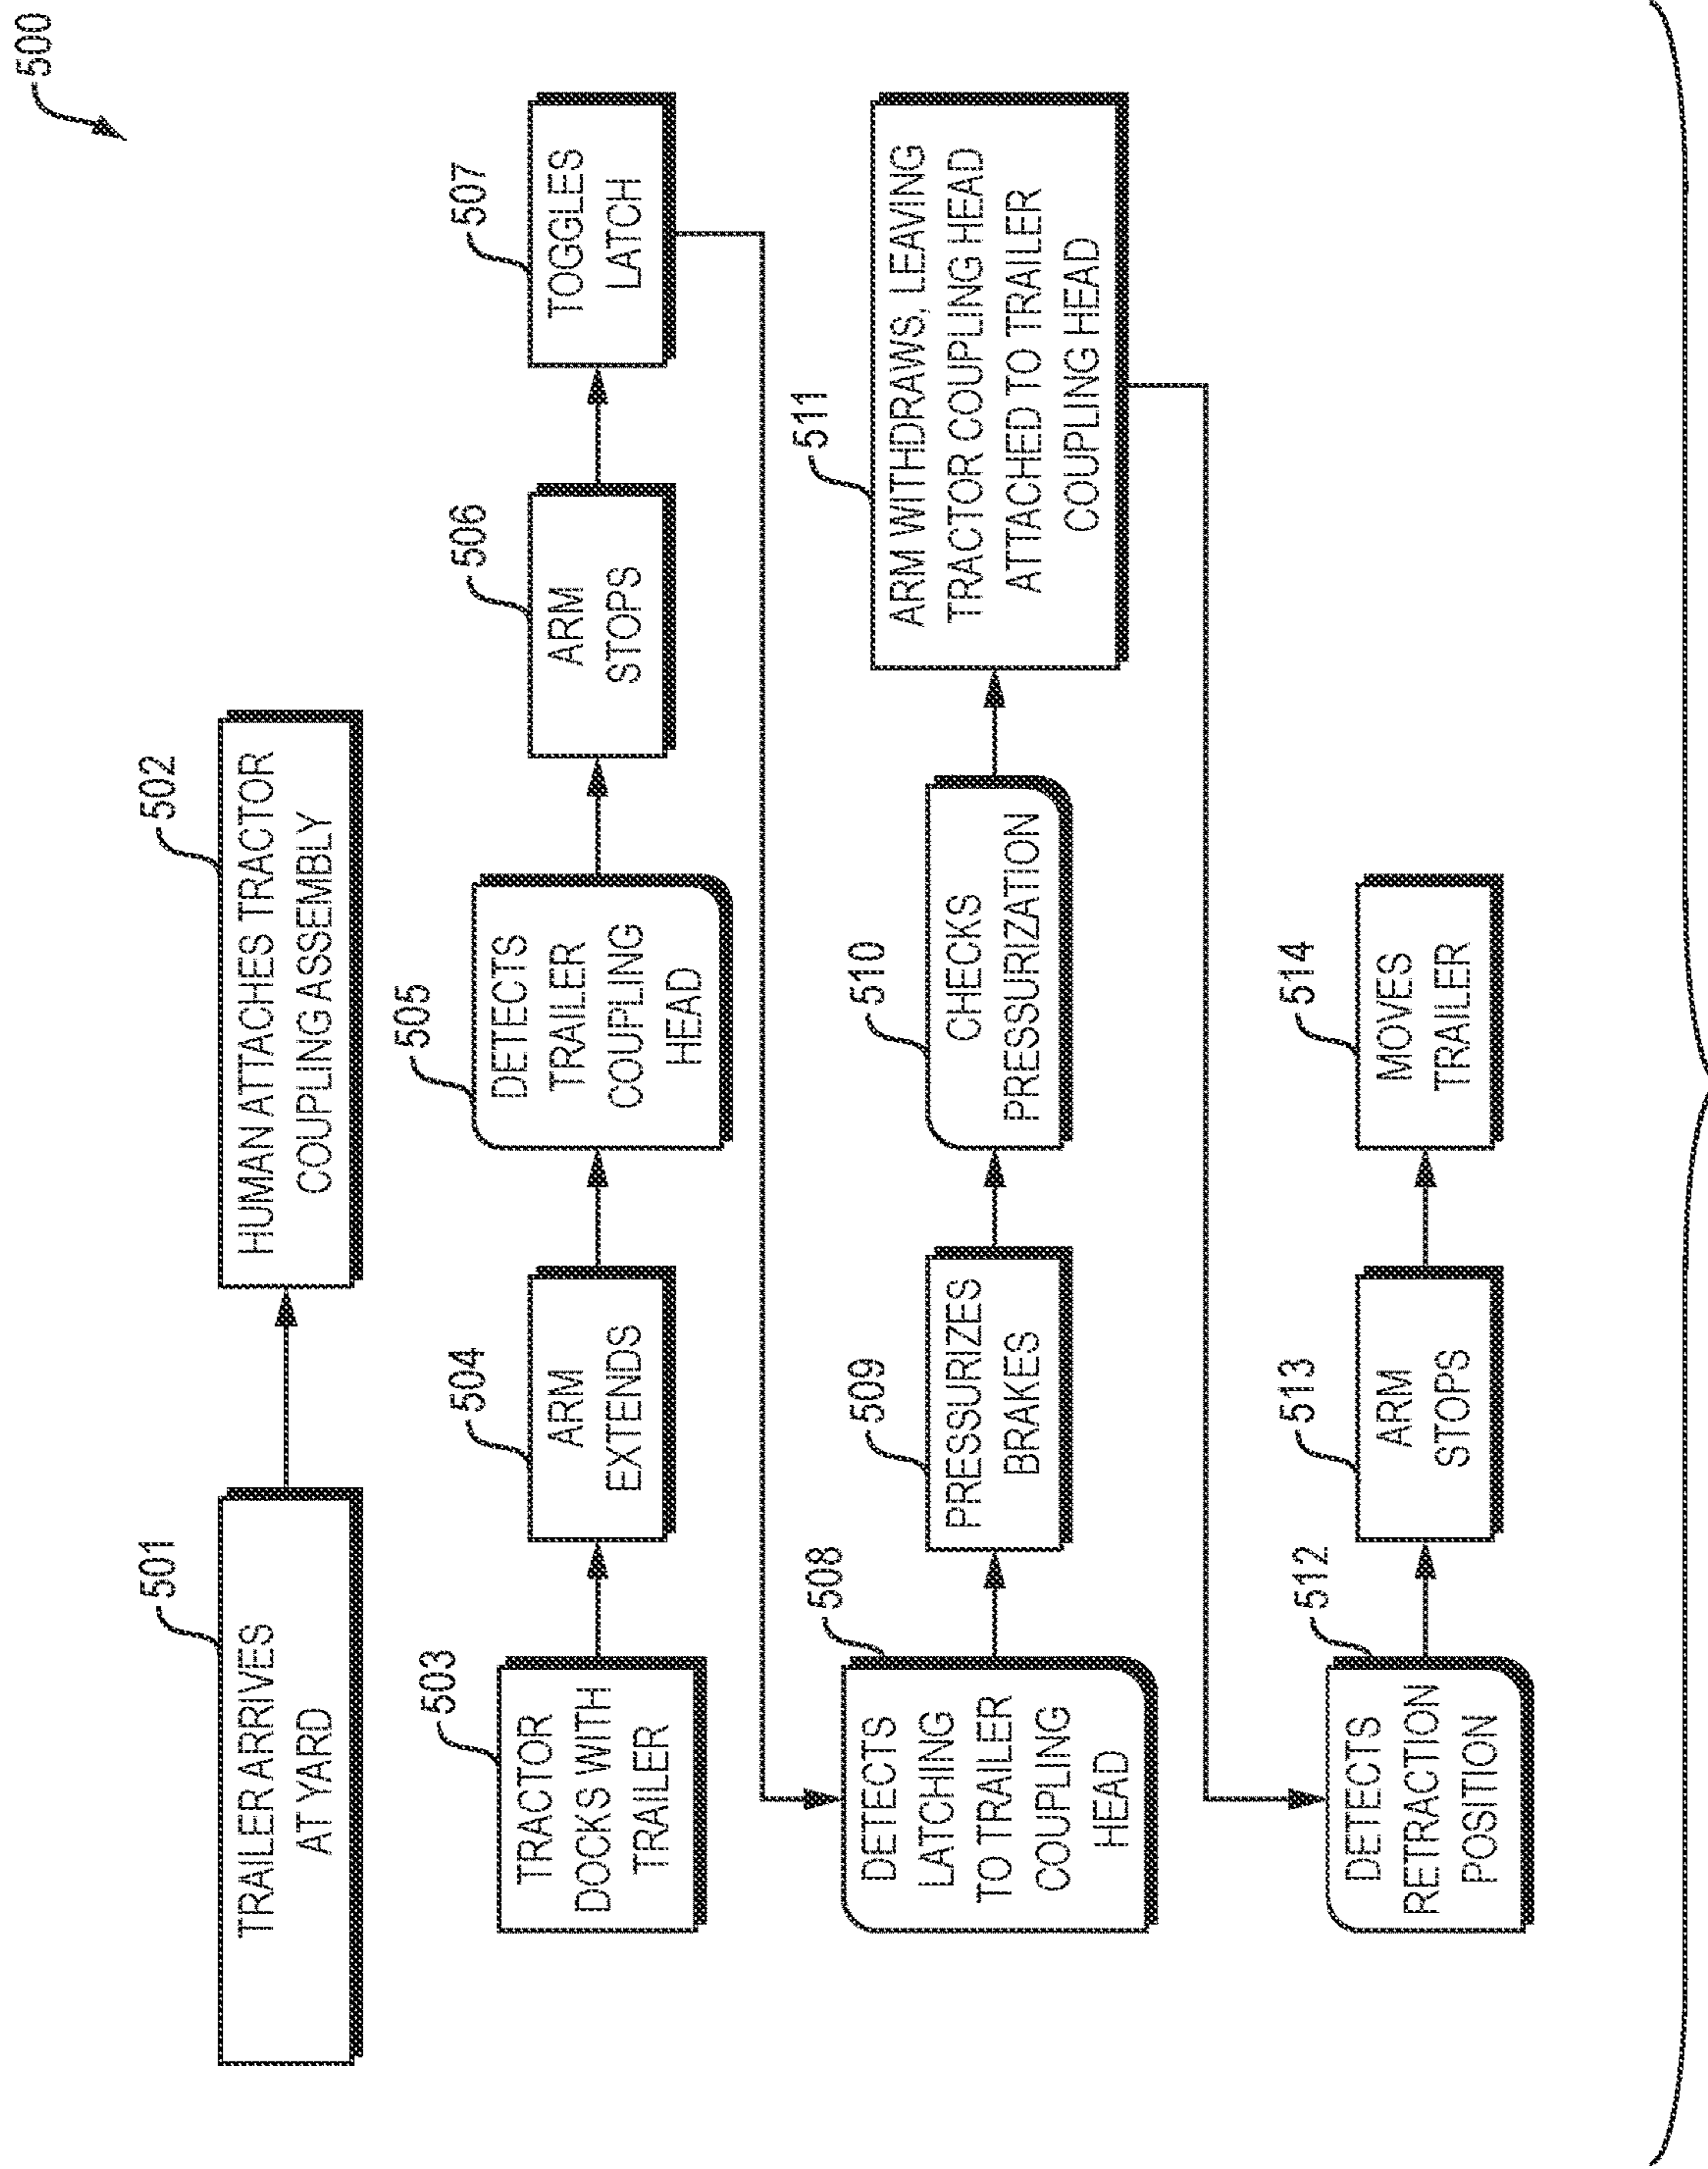 500
501
TRAILER ARRIVES
AT YARD
502
HUMAN ATTACHES TRACTOR
COUPLING ASSEMBLY
503
TRACTOR
DOCKS WITH
TRAILER
504
ARM
EXTENDS
505
DETECTS
TRAILER
COUPLING
HEAD
506
ARM
STOPS
507
TOGGLES
LATCH
508
DETECTS
LATCHING
TO TRAILER
COUPLING
HEAD
509
PRESSURIZES
BRAKES
510
CHECKS
PRESSURIZATION
511
ARM WITHDRAWS, LEAVING
TRACTOR COUPLING HEAD
ATTACHED TO TRAILER
COUPLING HEAD
512
DETECTS
RETRACTION
POSITION
513
ARM
STOPS
514
MOVES
TRAILER